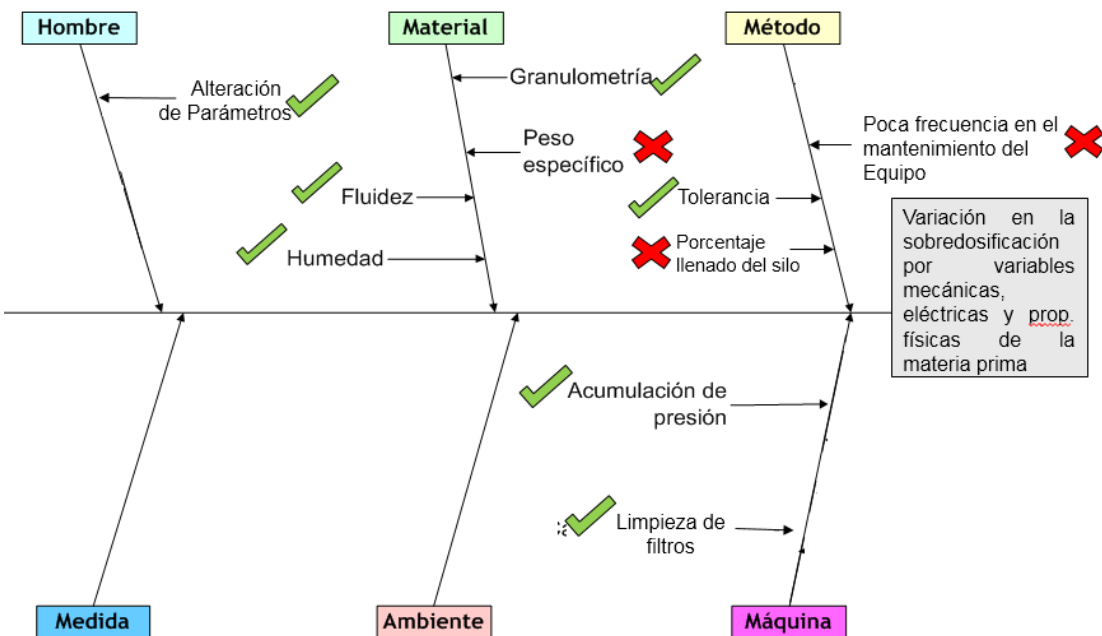 Hombre
Material
Método
Alteración
de Parámetros
Granulometría
Peso
específico
Fluidez
Humedad
Poca frecuencia en el
mantenimiento del
Equipo
Tolerancia
Porcentaje
llenado del silo
Variación en la
sobredosificación
por variables
mecánicas,
eléctricas y prop.
físicas de la
materia prima
Acumulación de
presión
Limpieza de
filtros
Medida
Ambiente
Máquina